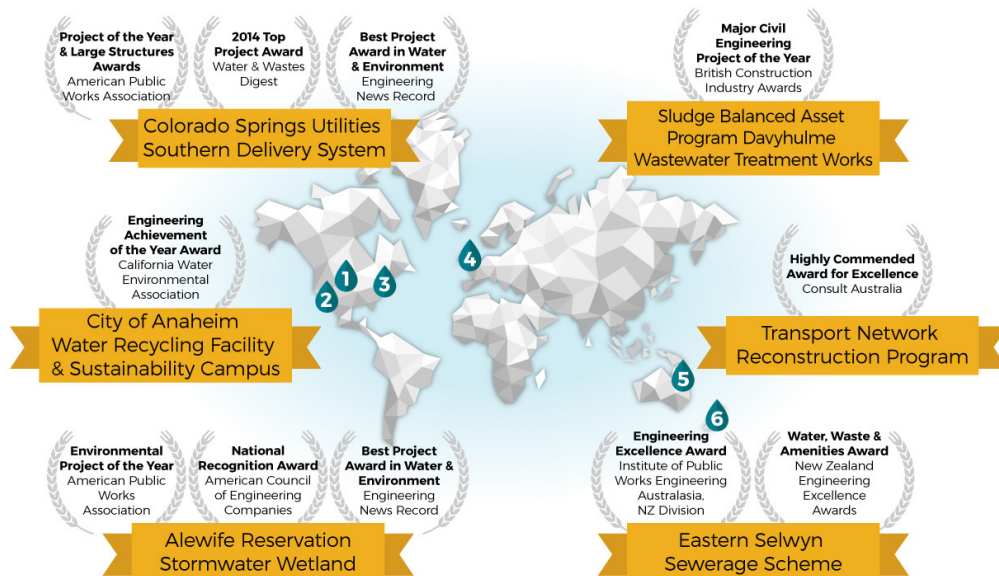 Project of the Year
& Large Structures
Awards
American Public
Works Association
2014 Top
Project Award
Water & Wastes
Digest
Best Project
Award in Water
& Environment
Engineering
News Record
Colorado Springs Utilities
Southern Delivery System
Major Civil
Engineering
Project of the Year
British Construction
Industry Awards
Sludge Balanced Asset
Program Davyhulme
Wastewater Treatment Works
Engineering
Achievement
of the Year Award
California Water
Environmental
Association
City of Anaheim
Water Recycling Facility
& Sustainability Campus
1
2
3
4
5
6
Highly Commended
Award for Excellence
Consult Australia
Transport Network
Reconstruction Program
Environmental
Project of the Year
American Public
Works
Association
National
Recognition Award
American Council
of Engineering
Companies
Best Project
Award in Water &
Environment
Engineering
News Record
Alewife Reservation
Stormwater Wetland
Engineering
Excellence Award
Institute of Public
Works Engineering
Australasia,
NZ Division
Water, Waste &
Amenities Award
New Zealand
Engineering
Excellence
Awards
Eastern Selwyn
Sewerage Scheme